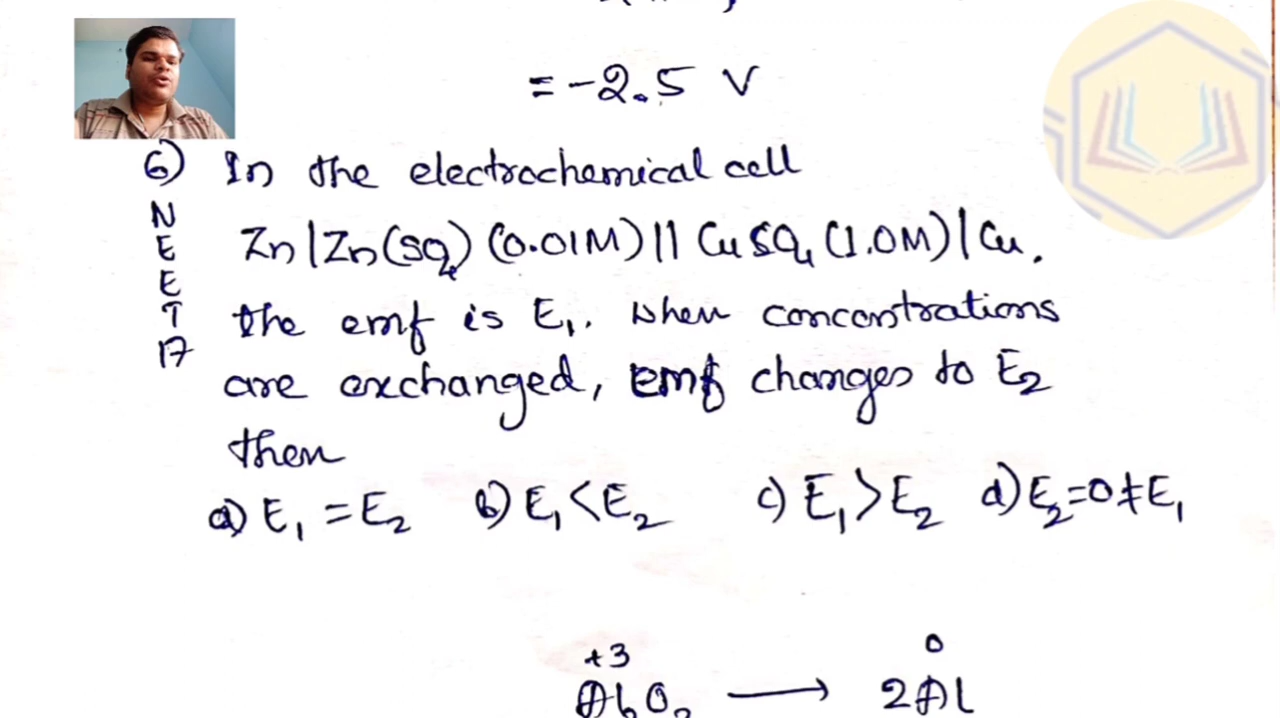 = -2.5 V
6) In the electrochemical cell
NEET 17
Zn|Zn(SO₄) (0.01M)||CuSO₄ (1.0M)|Cu.
the emf is E₁. When concentrations
are exchanged, emf changes to E₂
then
a) E₁ = E₂ b) E₁ < E₂ c) E₁ > E₂ d) E₂=0≠E₁
+3 0
Al₂O₃ ⟶ 2Al